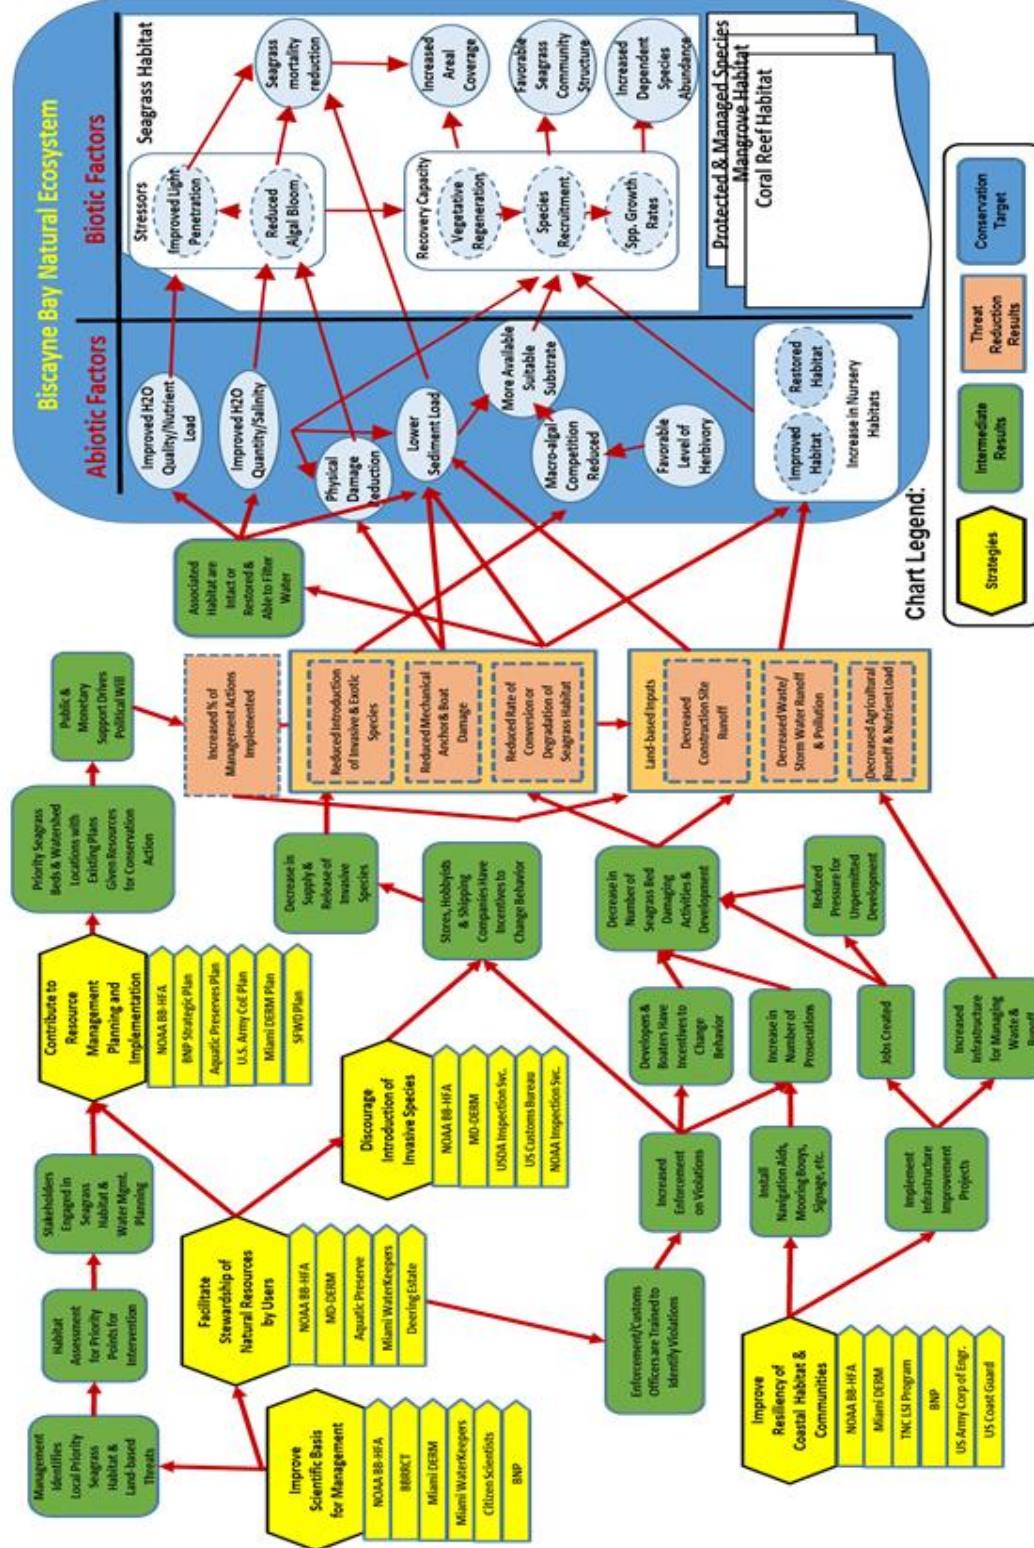 Biscayne Bay Natural Ecosystem
Abiotic Factors
Biotic Factors
Improved H2O
Quality/Nutrient
Load
Improved H2O
Quantity/Salinity
Physical
Damage
Reduction
Lower
Sediment Load
More Available
Suitable
Substrate
Macro-algal
Competition
Reduced
Favorable
Level of
Herbivory
Improved
Habitat
Restored
Habitat
Increase in Nursery
Habitats
Seagrass Habitat
Stressors
Improved Light
Penetration
Reduced
Algal Bloom
Seagrass
mortality
reduction
Recovery Capacity
Vegetative
Regeneration
Species
Recruitment
Spp. Growth
Rates
Increased
Areal
Coverage
Favorable
Seagrass
Community
Structure
Increased
Dependent
Species
Abundance
Protected & Managed Species
Mangrove Habitat
Coral Reef Habitat
Management
Identifies
Local Priority
Seagrass
Habitat &
Land-based
Threats
Habitat
Assessment
for Priority
Points for
Intervention
Stakeholders
Engaged in
Seagrass
Habitat &
Water Mgmt.
Planning
Contribute to
Resource
Management
Planning and
Implementation
NOAA BB-HFA
BNP Strategic Plan
Aquatic Preserves Plan
U.S. Army CoE Plan
Miami DERM Plan
SFWD Plan
Priority Seagrass
Beds & Watershed
Locations with
Existing Plans
Given Resources
for Conservation
Action
Public &
Monetary
Support Drives
Political Will
Increased % of
Management Actions
Implemented
Associated
Habitat are
Intact or
Restored &
Able to Filter
Water
Improve
Scientific Basis
for Management
NOAA BB-HFA
BBRRCT
Miami DERM
Miami WaterKeepers
Citizen Scientists
BNP
Facilitate
Stewardship of
Natural Resources
by Users
NOAA BB-HFA
MD-DERM
Aquatic Preserve
Miami WaterKeepers
Deering Estate
Discourage
Introduction of
Invasive Species
NOAA BB-HFA
MD-DERM
USDA Inspection Svc.
US Customs Bureau
NOAA Inspection Svc.
Decrease in
Supply &
Release of
Invasive
Species
Stores, Hobbyids
& Shipping
Companies Have
Incentives to
Change Behavior
Reduced Introduction
of Invasive & Exotic
Species
Reduced Mechanical
Anchor & Boat
Damage
Reduced Rate of
Conversion or
Degradation of
Seagrass Habitat
Land-based Inputs
Decreased
Construction Site
Runoff
Decreased Waste/
Storm Water Runoff
& Pollution
Decreased Agricultural
Runoff & Nutrient Load
Enforcement/Customs
Officers are Trained to
Identify Violations
Increased
Enforcement
on Violations
Developers &
Boaters Have
Incentives to
Change
Behavior
Decrease in
Number of
Seagrass Bed
Damaging
Activities &
Development
Install
Navigation Aids,
Mooring Bouys,
Signage, etc.
Increase in
Number of
Prosecutions
Reduced
Pressure for
Unpermitted
Development
Jobs Created
Improve
Resiliency of
Coastal Habitat &
Communities
NOAA BB-HFA
Miami DERM
TNC LSI Program
BNP
US Army Corp of Engr.
US Coast Guard
Implement
Infrastructure
Improvement
Projects
Increased
Infrastructure
for Managing
Waste &
Chart Legend:
Strategies
Intermediate
Results
Threat
Reduction
Results
Conservation
Target